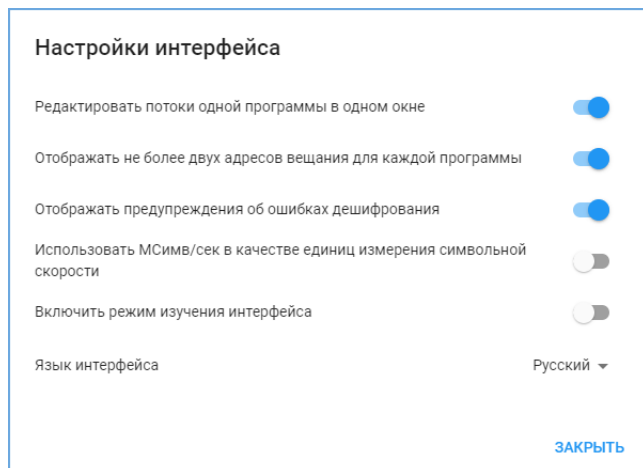 Настройки интерфейса
Редактировать потоки одной программы в одном окне
Отображать не более двух адресов вещания для каждой программы
Отображать предупреждения об ошибках дешифрования
Использовать МСимв/сек в качестве единиц измерения символьной
скорости
Включить режим изучения интерфейса
Язык интерфейса Русский
ЗАКРЫТЬ